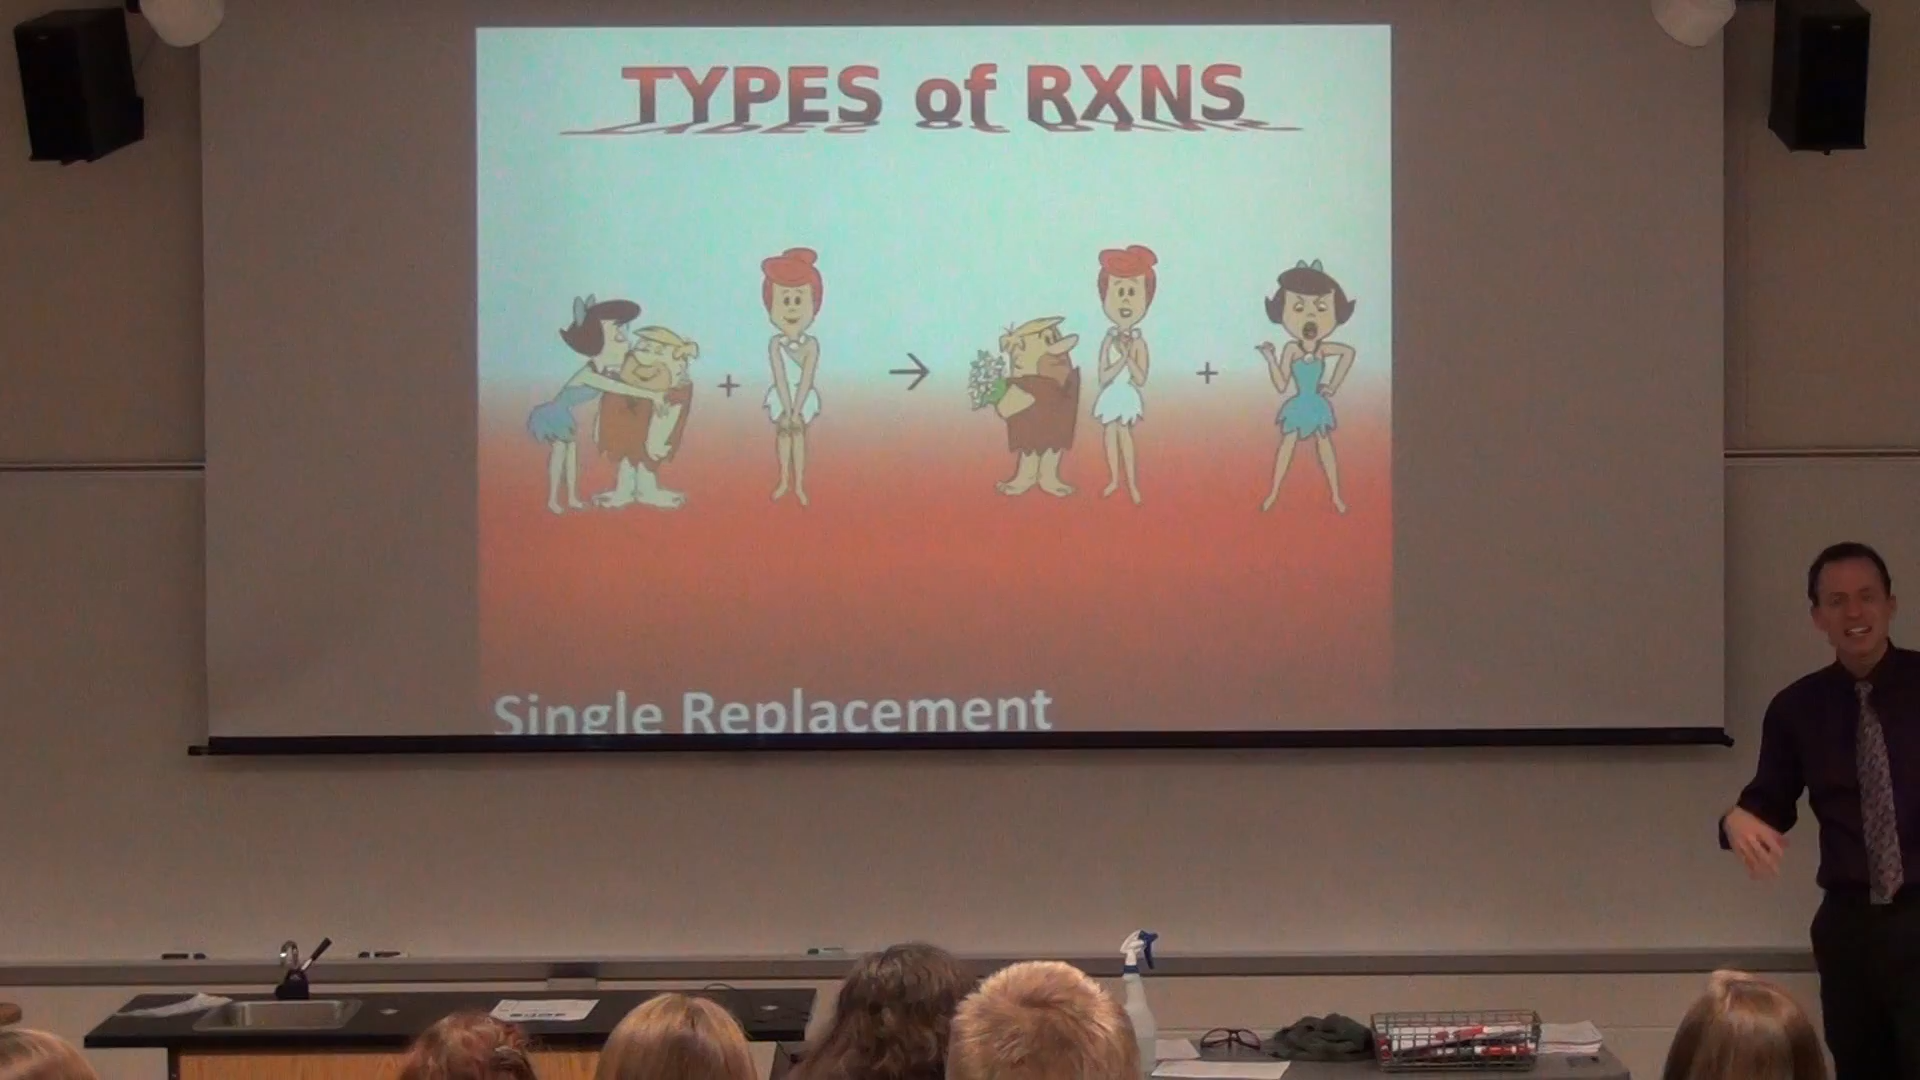 TYPES of RXNS
+ → +
Single Replacement